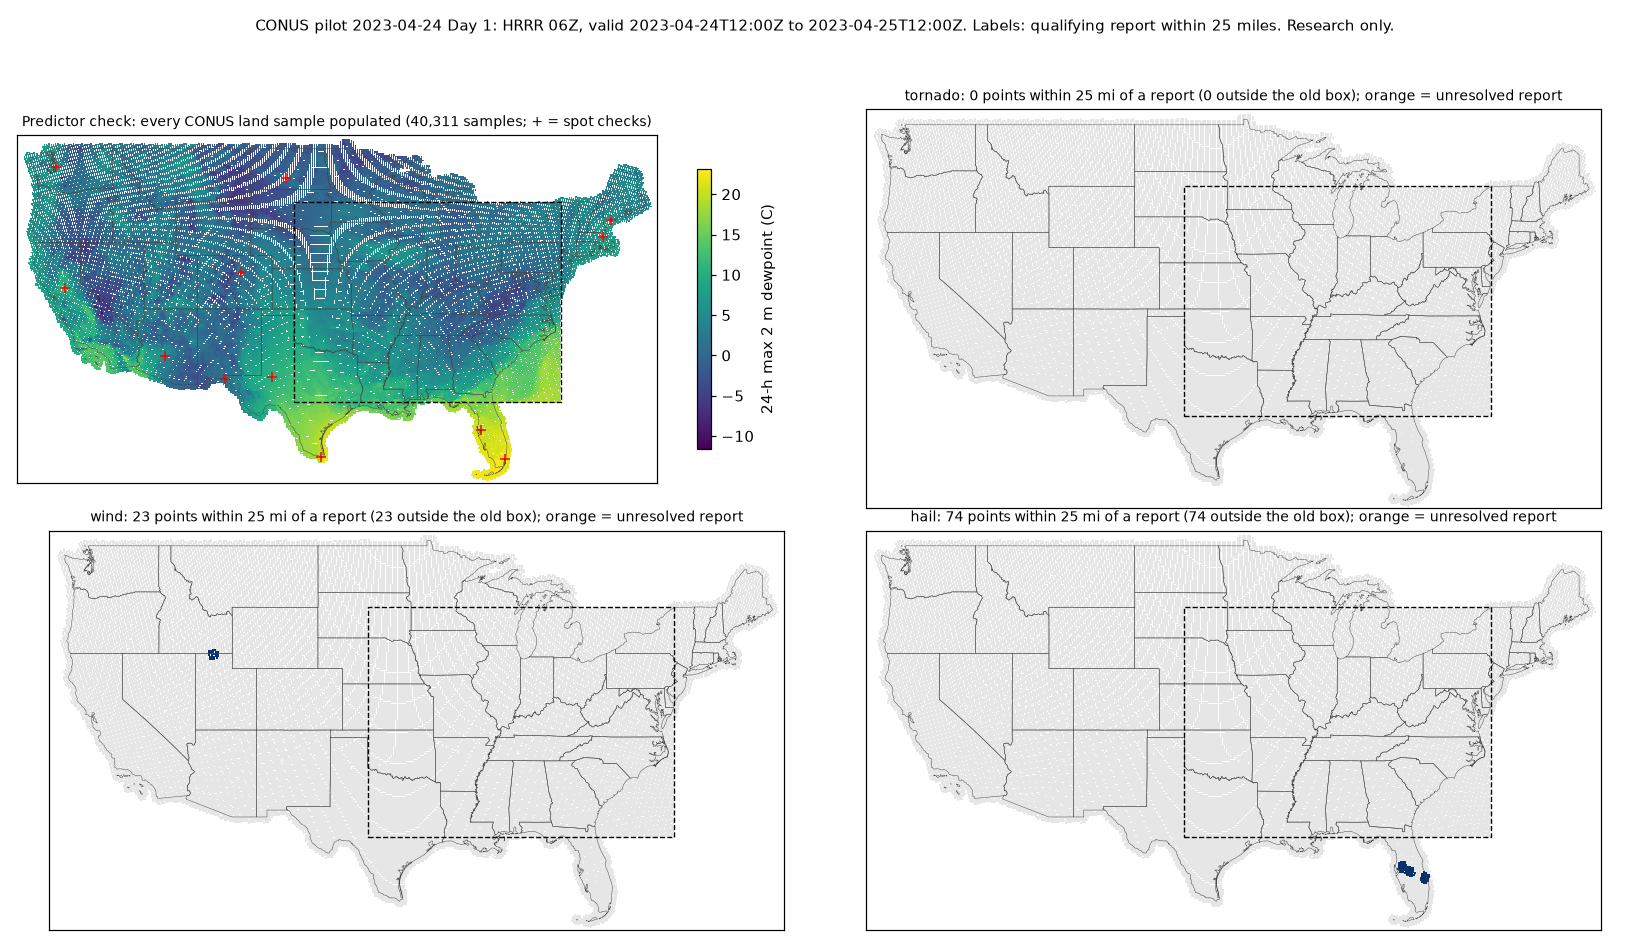 CONUS pilot 2023-04-24 Day 1: HRRR 06Z, valid 2023-04-24T12:00Z to 2023-04-25T12:00Z. Labels: qualifying report within 25 miles. Research only.
Predictor check: every CONUS land sample populated (40,311 samples; + = spot checks)
20
15
10
5
0
−5
−10
24-h max 2 m dewpoint (C)
tornado: 0 points within 25 mi of a report (0 outside the old box); orange = unresolved report
wind: 23 points within 25 mi of a report (23 outside the old box); orange = unresolved report
hail: 74 points within 25 mi of a report (74 outside the old box); orange = unresolved report